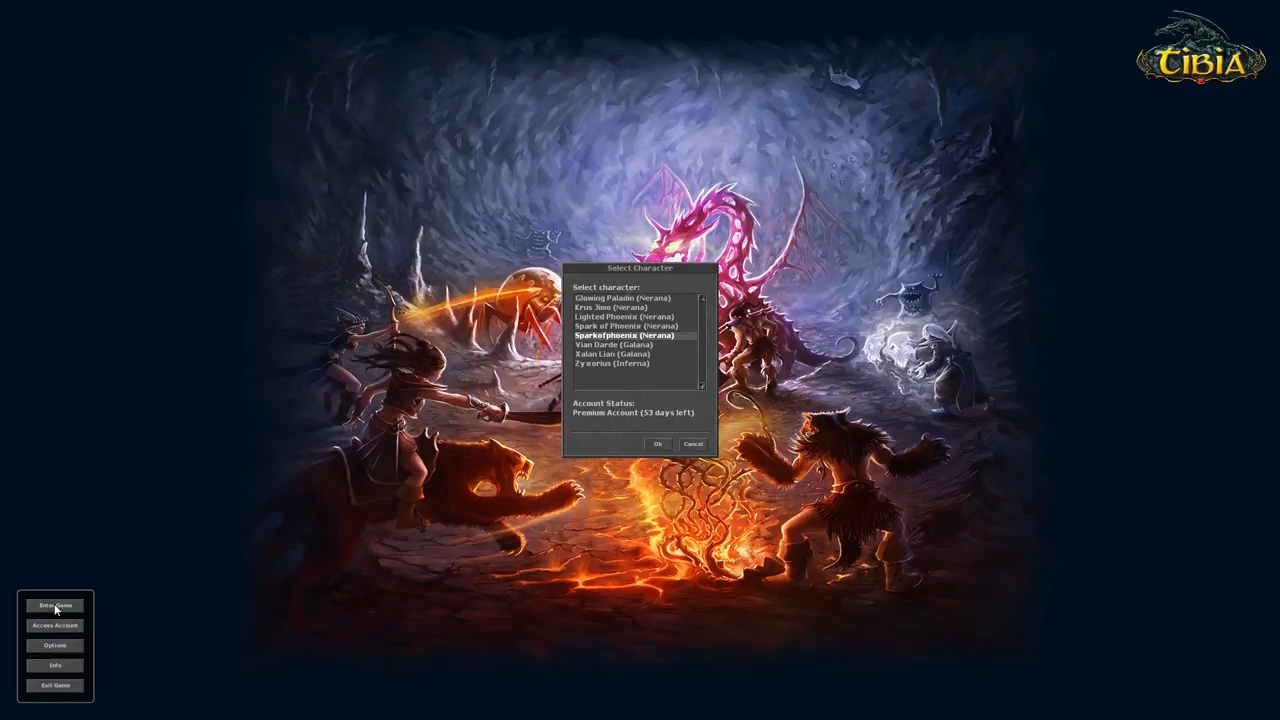 TIBIA
Select Character
Select character:
Glowing Paladin (Nerana)
Krus Jimo (Nerana)
Lighted Phoenix (Nerana)
Spark of Phoenix (Nerana)
Sparkofphoenix (Nerana)
Vian Darde (Galana)
Xalan Lian (Galana)
Zyxorius (Inferna)
Account Status:
Premium Account (53 days left)
Ok
Cancel
Enter Game
Access Account
Options
Info
Exit Game